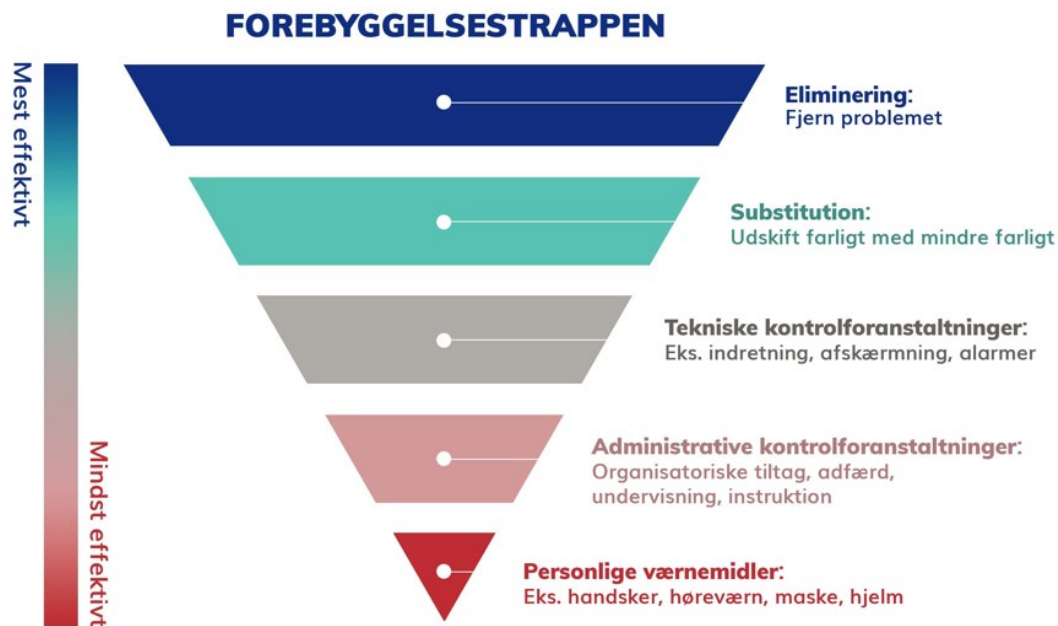 FOREBYGGELSESTRAPPEN
Mest effektivt
Mindst effektivt
Eliminering:
Fjern problemet
Substitution:
Udskift farligt med mindre farligt
Tekniske kontrolforanstaltninger:
Eks. indretning, afskærmning, alarmer
Administrative kontrolforanstaltninger:
Organisatoriske tiltag, adfærd,
undervisning, instruktion
Personlige værnemidler:
Eks. handsker, høreværn, maske, hjelm